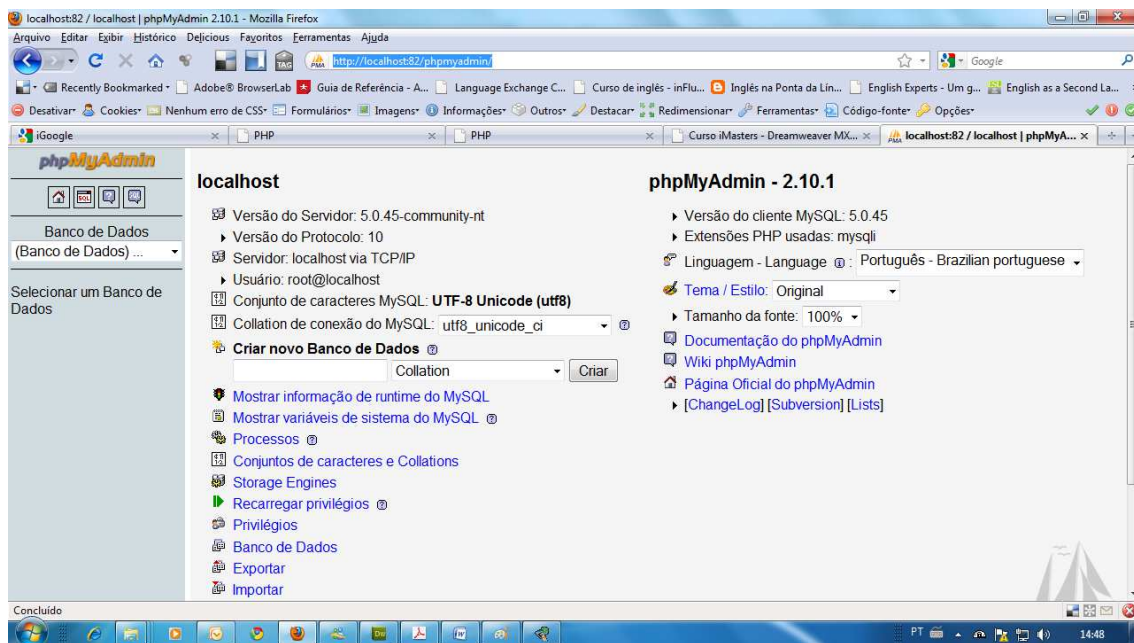 localhost:82 / localhost | phpMyAdmin 2.10.1 - Mozilla Firefox
Arquivo Editar Exibir Histórico Delicious Favoritos Ferramentas Ajuda
TAG PMA http://localhost:82/phpmyadmin/ Google
Recently Bookmarked Adobe® BrowserLab Guia de Referência - A... Language Exchange C... Curso de inglês - inFlu... Inglês na Ponta da Lín... English Experts - Um g... English as a Second La...
Desativar Cookies Nenhum erro de CSS Formulários Imagens Informações Outros Destacar Redimensionar Ferramentas Código-fonte Opções
iGoogle PHP PHP Curso iMasters - Dreamweaver MX... PMA localhost:82 / localhost | phpMyA...
phpMyAdmin
SQL
Banco de Dados
(Banco de Dados) ...
Selecionar um Banco de
Dados
localhost
Versão do Servidor: 5.0.45-community-nt
Versão do Protocolo: 10
Servidor: localhost via TCP/IP
Usuário: root@localhost
Conjunto de caracteres MySQL: UTF-8 Unicode (utf8)
Collation de conexão do MySQL: utf8_unicode_ci
Criar novo Banco de Dados
Collation Criar
Mostrar informação de runtime do MySQL
Mostrar variáveis de sistema do MySQL
Processos
Conjuntos de caracteres e Collations
Storage Engines
Recarregar privilégios
Privilégios
Banco de Dados
Exportar
Importar
phpMyAdmin - 2.10.1
Versão do cliente MySQL: 5.0.45
Extensões PHP usadas: mysqli
Linguagem - Language : Português - Brazilian portuguese
Tema / Estilo: Original
Tamanho da fonte: 100%
Documentação do phpMyAdmin
Wiki phpMyAdmin
Página Oficial do phpMyAdmin
[ChangeLog] [Subversion] [Lists]
Concluído
Dw PT 14:48